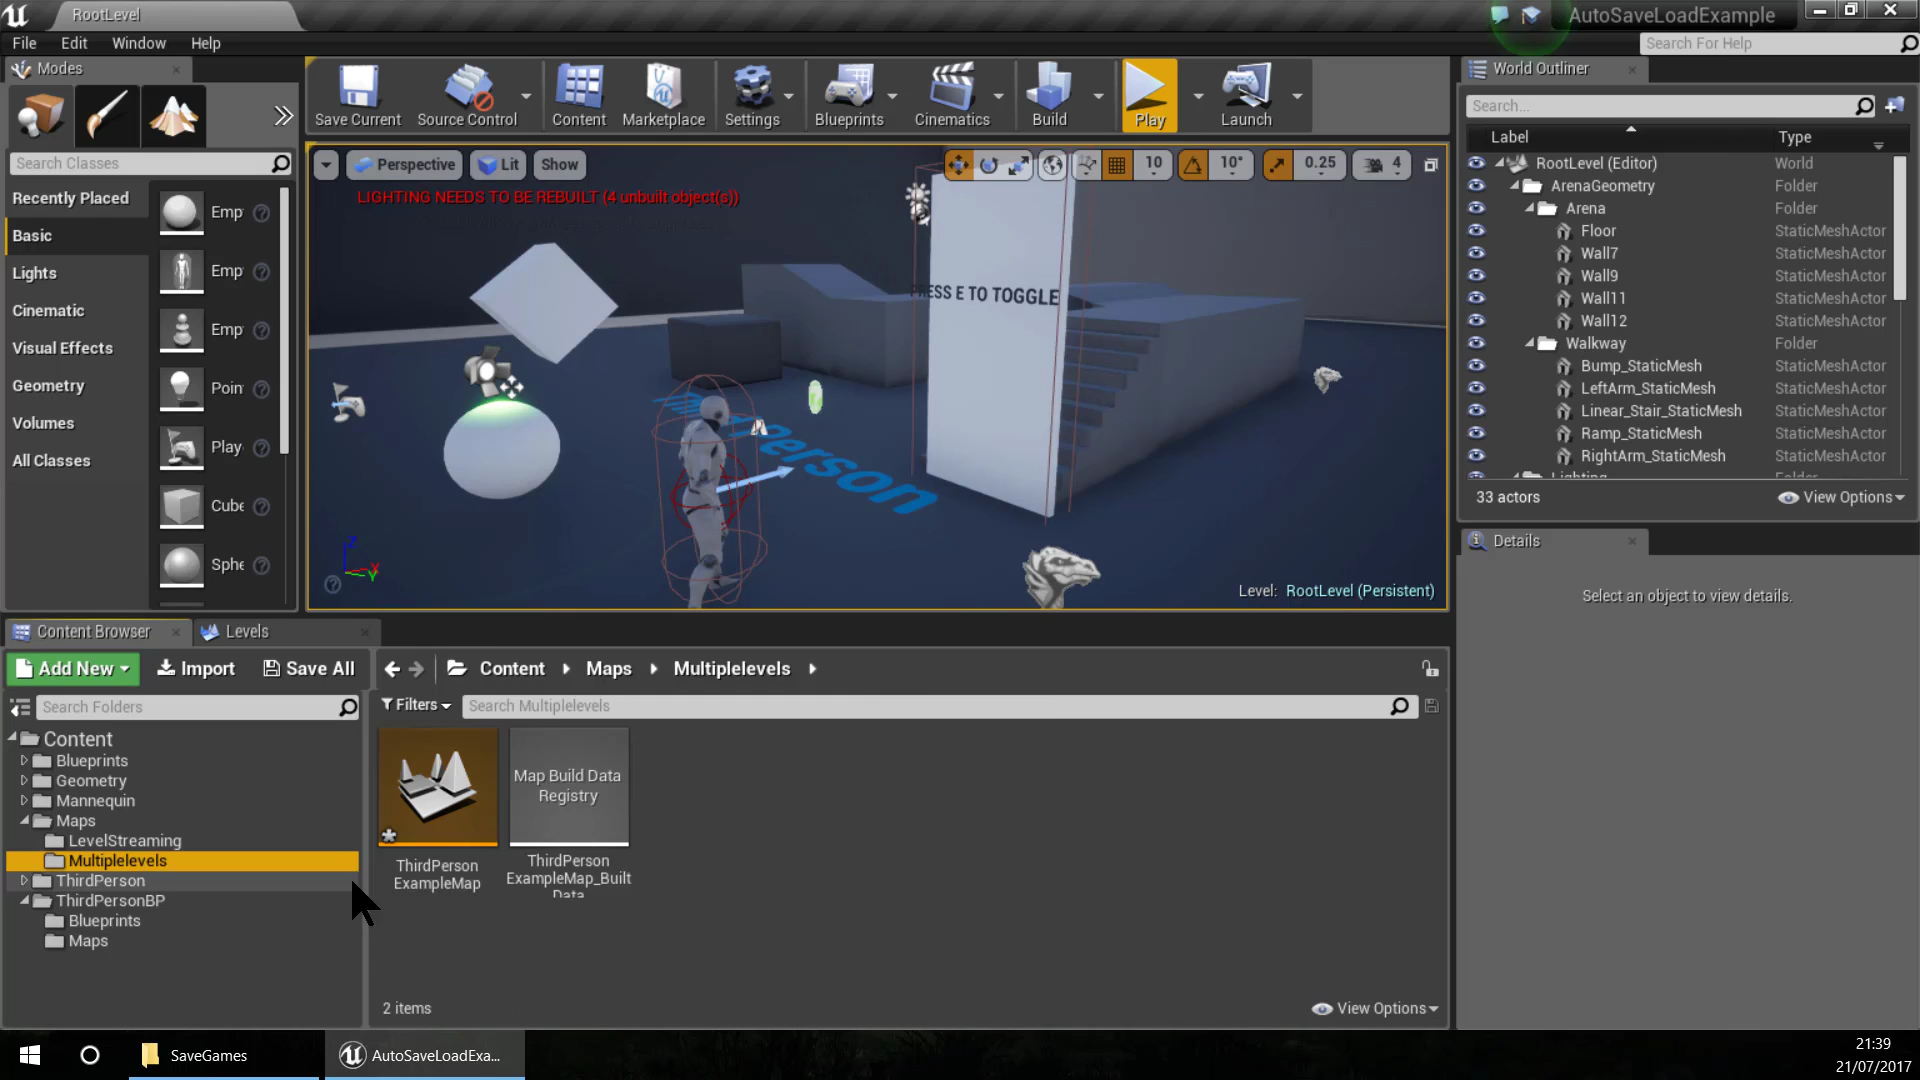 RootLevel
AutoSaveLoadExample
File Edit Window Help
Search For Help
Modes
Search Classes
Recently Placed
Basic
Lights
Cinematic
Visual Effects
Geometry
Volumes
All Classes
Emp
Emp
Emp
Poin
Play
Cube
Sphe
Save Current
Source Control
Content
Marketplace
Settings
Blueprints
Cinematics
Build
Play
Launch
Perspective
Lit
Show
10
10°
0.25
4
LIGHTING NEEDS TO BE REBUILT (4 unbuilt object(s))
PRESS E TO TOGGLE
Person
Z
X
Y
Level: RootLevel (Persistent)
World Outliner
Search...
Label Type
RootLevel (Editor) World
ArenaGeometry Folder
Arena Folder
Floor StaticMeshActor
Wall7 StaticMeshActor
Wall9 StaticMeshActor
Wall11 StaticMeshActor
Wall12 StaticMeshActor
Walkway Folder
Bump_StaticMesh StaticMeshActor
LeftArm_StaticMesh StaticMeshActor
Linear_Stair_StaticMesh StaticMeshActor
Ramp_StaticMesh StaticMeshActor
RightArm_StaticMesh StaticMeshActor
Lighting Folder
33 actors
View Options
Details
Select an object to view details.
Content Browser
Levels
Add New
Import
Save All
Content
Maps
Multiplelevels
Search Folders
Filters
Search Multiplelevels
Content
Blueprints
Geometry
Mannequin
Maps
LevelStreaming
Multiplelevels
ThirdPerson
ThirdPersonBP
Blueprints
Maps
ThirdPerson
ExampleMap
Map Build Data
Registry
ThirdPerson
ExampleMap_Built
Data
2 items
View Options
SaveGames
AutoSaveLoadExa...
21:39
21/07/2017